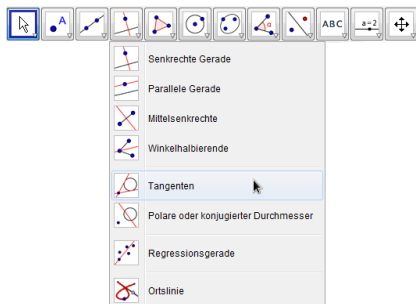 A
α
ABC
a=2
Senkrechte Gerade
Parallele Gerade
Mittelsenkrechte
Winkelhalbierende
Tangenten
Polare oder konjugierter Durchmesser
Regressionsgerade
Ortslinie